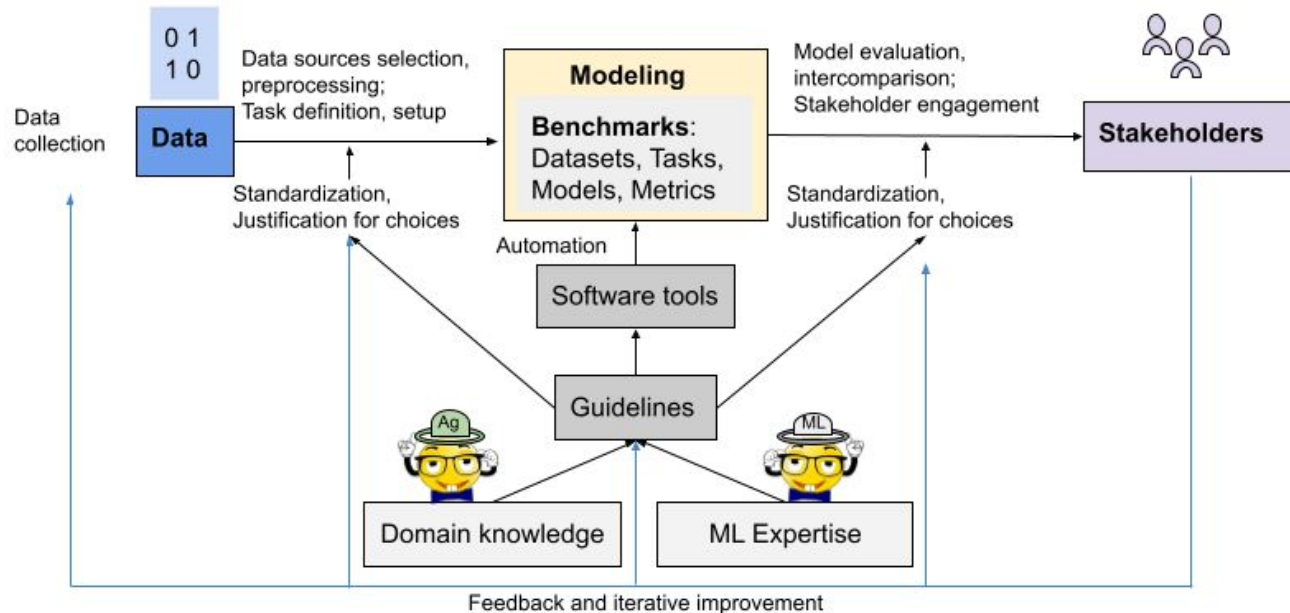 0 1
1 0
Data
collection
Data
Data sources selection,
preprocessing;
Task definition, setup
Standardization,
Justification for choices
Modeling
Benchmarks:
Datasets, Tasks,
Models, Metrics
Model evaluation,
intercomparison;
Stakeholder engagement
Standardization,
Justification for choices
Stakeholders
Automation
Software tools
Guidelines
Ag
ML
Domain knowledge
ML Expertise
Feedback and iterative improvement